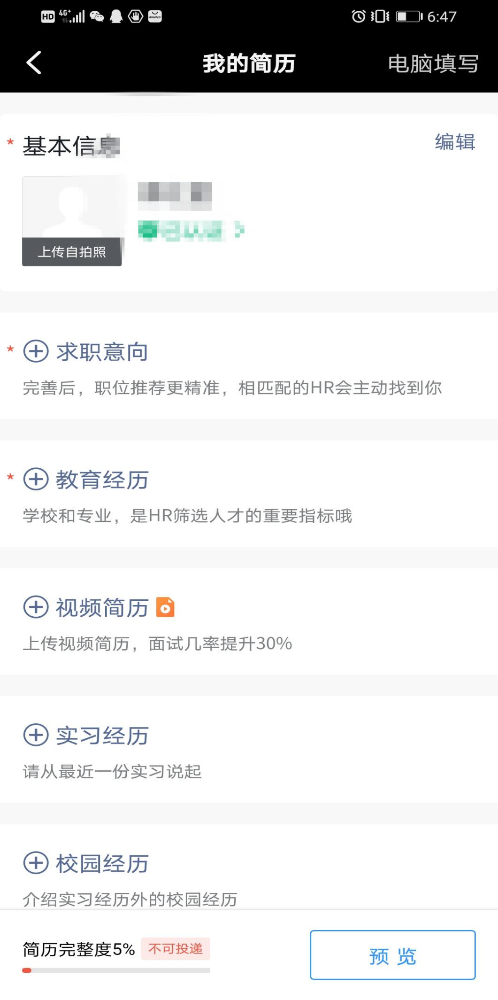 HD 4G+ HUAWEI 6:47
我的简历 电脑填写
* 基本信息 编辑
上传自拍照
* 求职意向
完善后，职位推荐更精准，相匹配的HR会主动找到你
* 教育经历
学校和专业，是HR筛选人才的重要指标哦
视频简历
上传视频简历，面试几率提升30%
实习经历
请从最近一份实习说起
校园经历
介绍实习经历外的校园经历
简历完整度5% 不可投递
预览